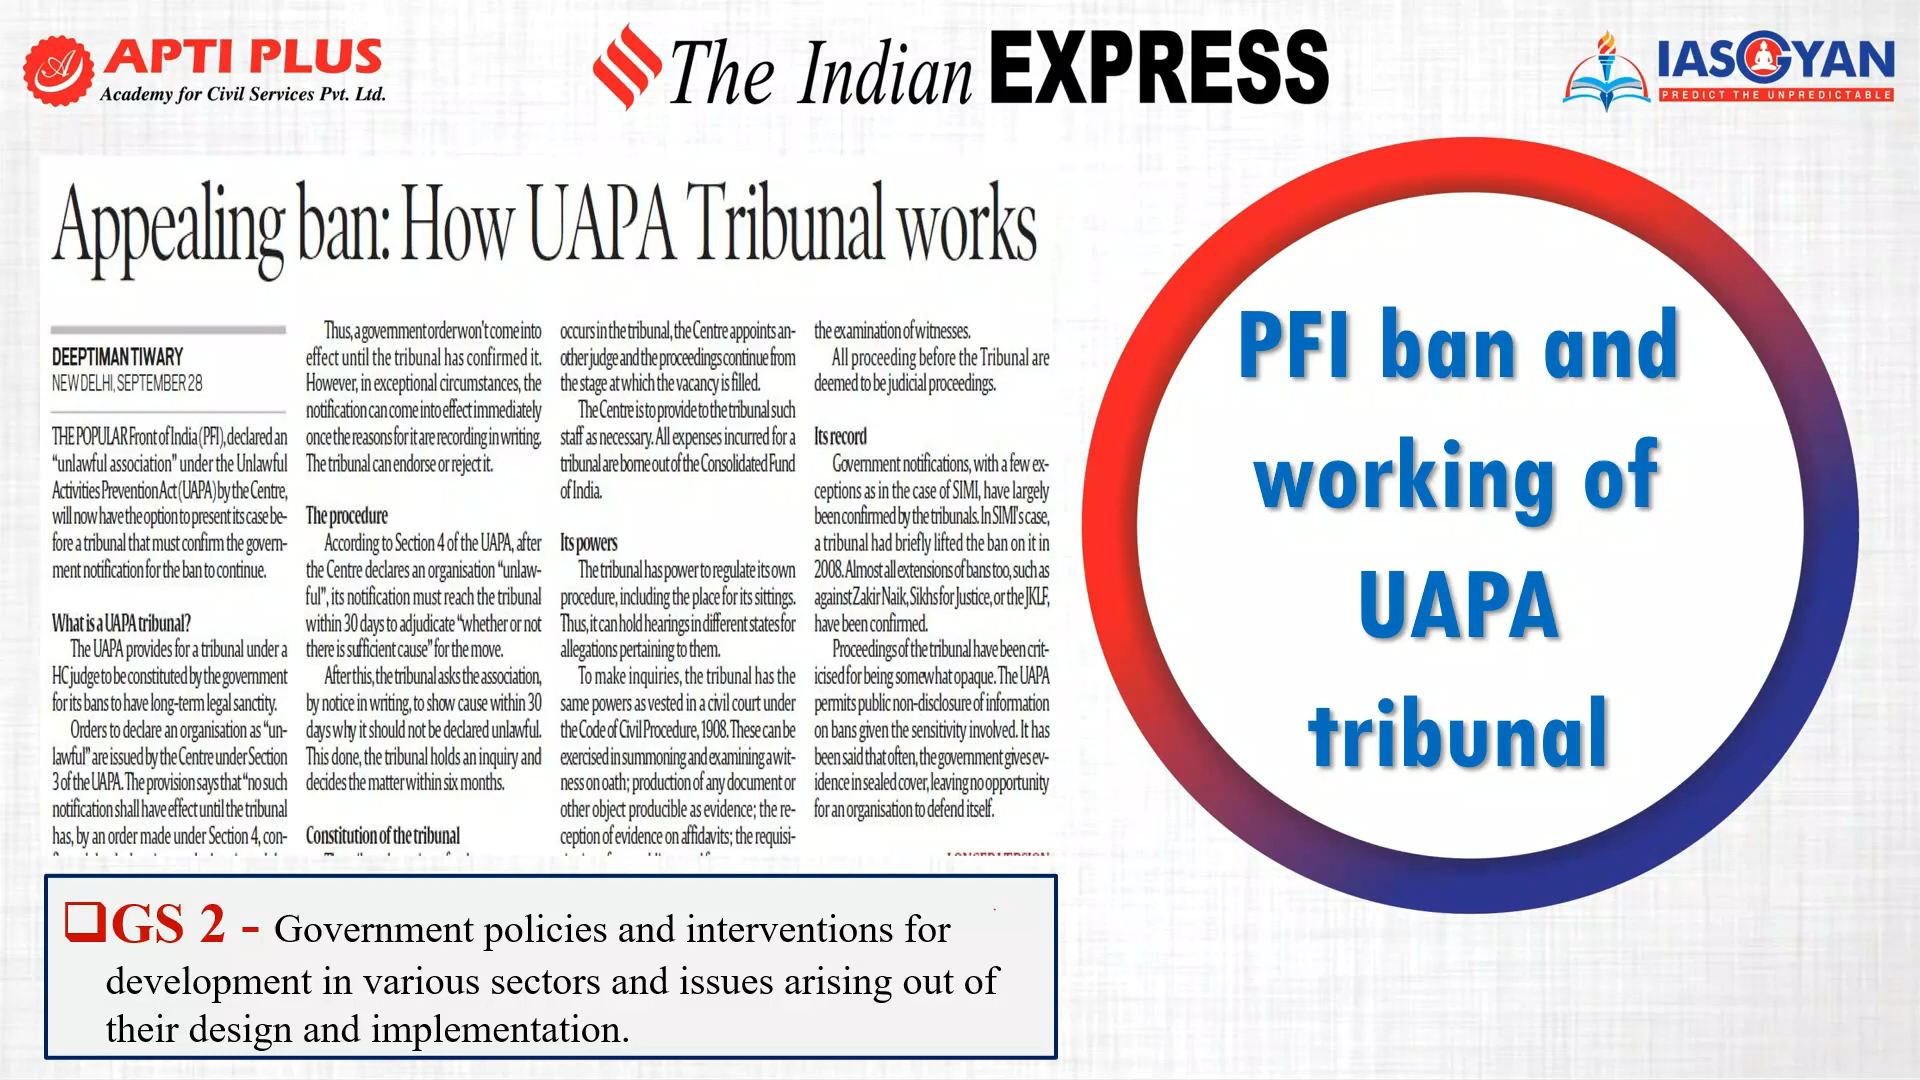 APTI PLUS
Academy for Civil Services Pvt. Ltd.
The Indian EXPRESS
IASGYAN
PREDICT THE UNPREDICTABLE
Appealing ban: How UAPA Tribunal works
DEEPTIMAN TIWARY
NEW DELHI, SEPTEMBER 28
THE POPULAR Front of India (PFI), declared an
“unlawful association” under the Unlawful
Activities Prevention Act (UAPA) by the Centre,
will now have the option to present its case be-
fore a tribunal that must confirm the govern-
ment notification for the ban to continue.
What is a UAPA tribunal?
The UAPA provides for a tribunal under a
HC judge to be constituted by the government
for its bans to have long-term legal sanctity.
Orders to declare an organisation as “un-
lawful” are issued by the Centre under Section
3 of the UAPA. The provision says that “no such
notification shall have effect until the tribunal
has, by an order made under Section 4, con-
Thus, a government order won't come into
effect until the tribunal has confirmed it.
However, in exceptional circumstances, the
notification can come into effect immediately
once the reasons for it are recording in writing.
The tribunal can endorse or reject it.
The procedure
According to Section 4 of the UAPA, after
the Centre declares an organisation “unlaw-
ful”, its notification must reach the tribunal
within 30 days to adjudicate “whether or not
there is sufficient cause” for the move.
After this, the tribunal asks the association,
by notice in writing, to show cause within 30
days why it should not be declared unlawful.
This done, the tribunal holds an inquiry and
decides the matter within six months.
Constitution of the tribunal
occurs in the tribunal, the Centre appoints an-
other judge and the proceedings continue from
the stage at which the vacancy is filled.
The Centre is to provide to the tribunal such
staff as necessary. All expenses incurred for a
tribunal are borne out of the Consolidated Fund
of India.
Its powers
The tribunal has power to regulate its own
procedure, including the place for its sittings.
Thus, it can hold hearings in different states for
allegations pertaining to them.
To make inquiries, the tribunal has the
same powers as vested in a civil court under
the Code of Civil Procedure, 1908. These can be
exercised in summoning and examining a wit-
ness on oath; production of any document or
other object producible as evidence; the re-
ception of evidence on affidavits; the requisi-
the examination of witnesses.
All proceeding before the Tribunal are
deemed to be judicial proceedings.
Its record
Government notifications, with a few ex-
ceptions as in the case of SIMI, have largely
been confirmed by the tribunals. In SIMI's case,
a tribunal had briefly lifted the ban on it in
2008. Almost all extensions of bans too, such as
against Zakir Naik, Sikhs for Justice, or the JKLF,
have been confirmed.
Proceedings of the tribunal have been crit-
icised for being somewhat opaque. The UAPA
permits public non-disclosure of information
on bans given the sensitivity involved. It has
been said that often, the government gives ev-
idence in sealed cover, leaving no opportunity
for an organisation to defend itself.
PFI ban and
working of
UAPA
tribunal
GS 2 - Government policies and interventions for
development in various sectors and issues arising out of
their design and implementation.